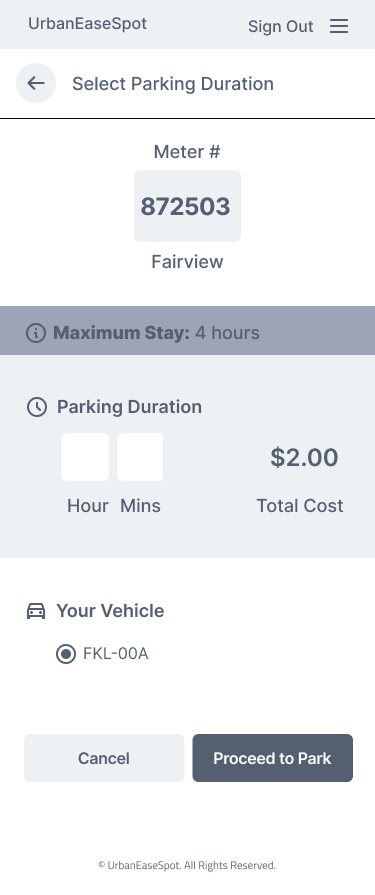 UrbanEaseSpot
Sign Out
Select Parking Duration
Meter #
872503
Fairview
Maximum Stay: 4 hours
Parking Duration
$2.00
Hour Mins
Total Cost
Your Vehicle
FKL-00A
Cancel
Proceed to Park
© UrbanEaseSpot. All Rights Reserved.